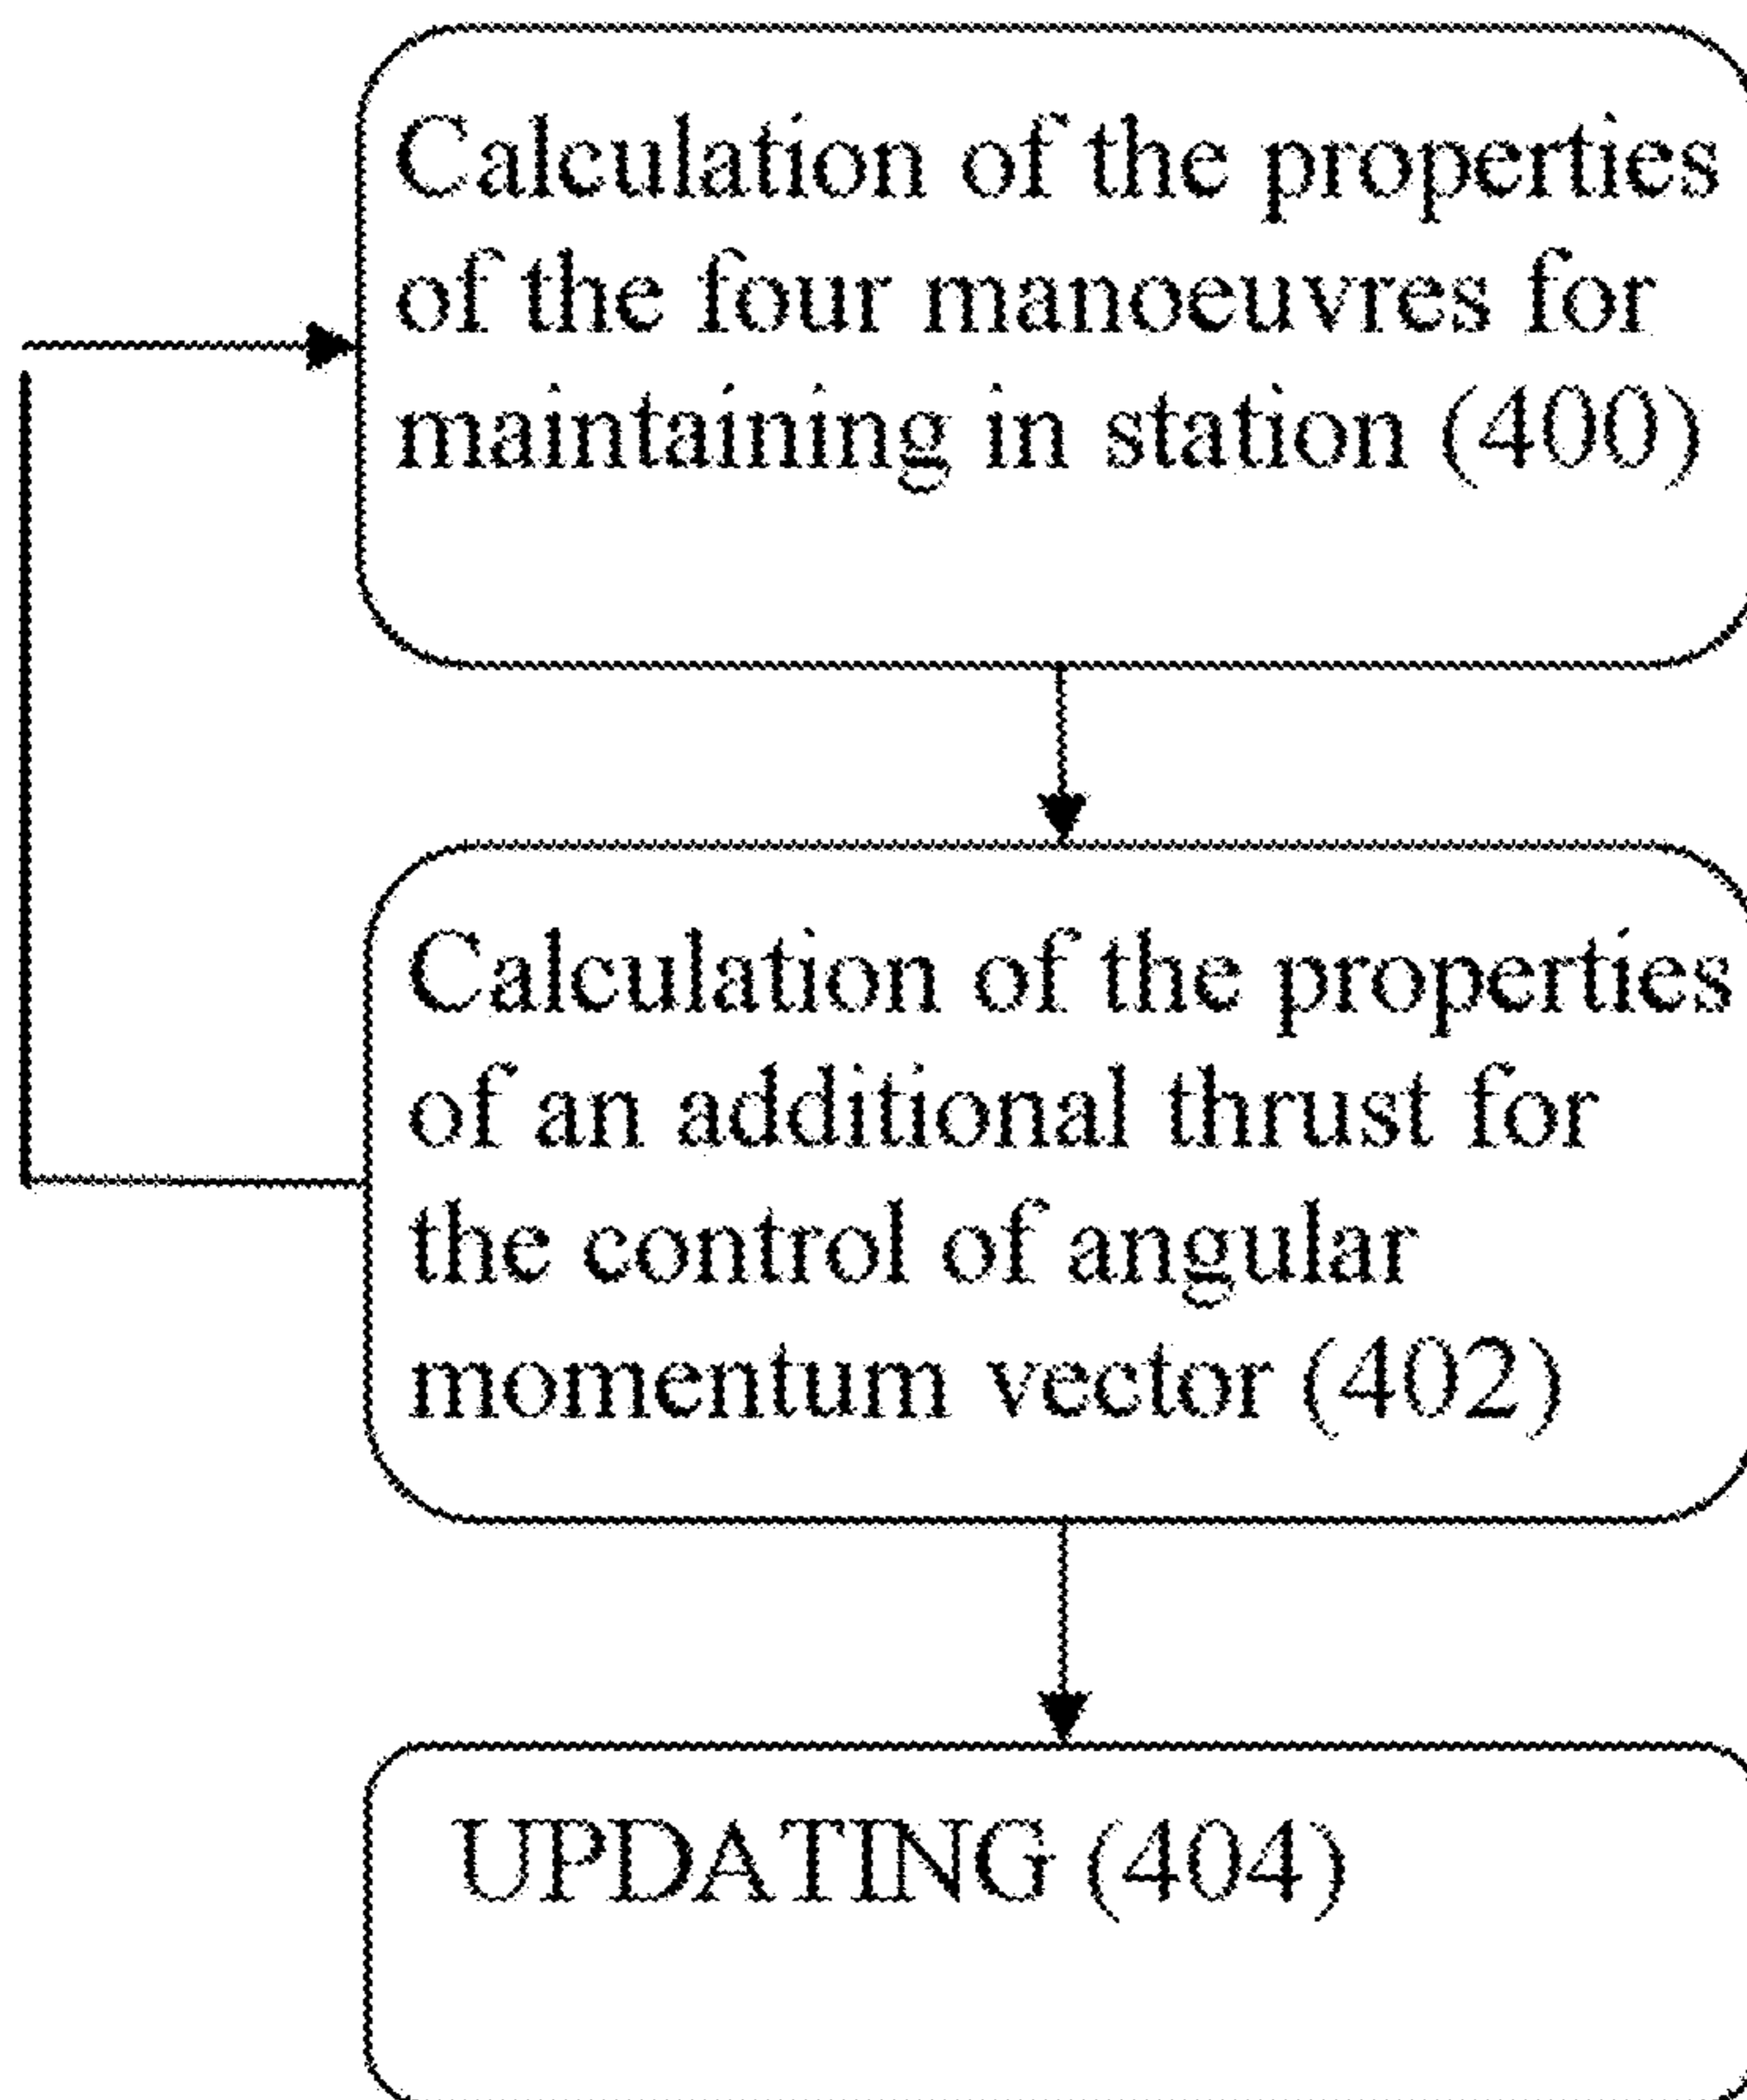 Calculation of the properties
of the four manoeuvres for
maintaining in station (400)
Calculation of the properties
of an additional thrust for
the control of angular
momentum vector (402)
UPDATING (404)